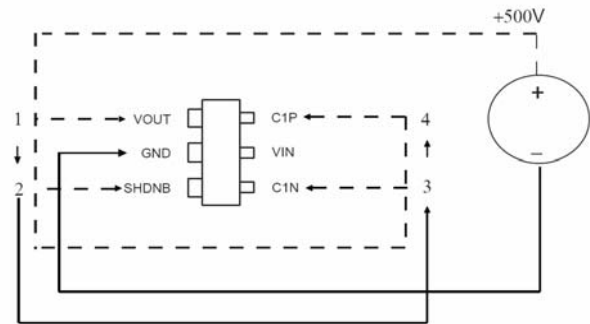 +500V
+
1 VOUT C1P 4
GND VIN
−
2 SHDNB C1N 3